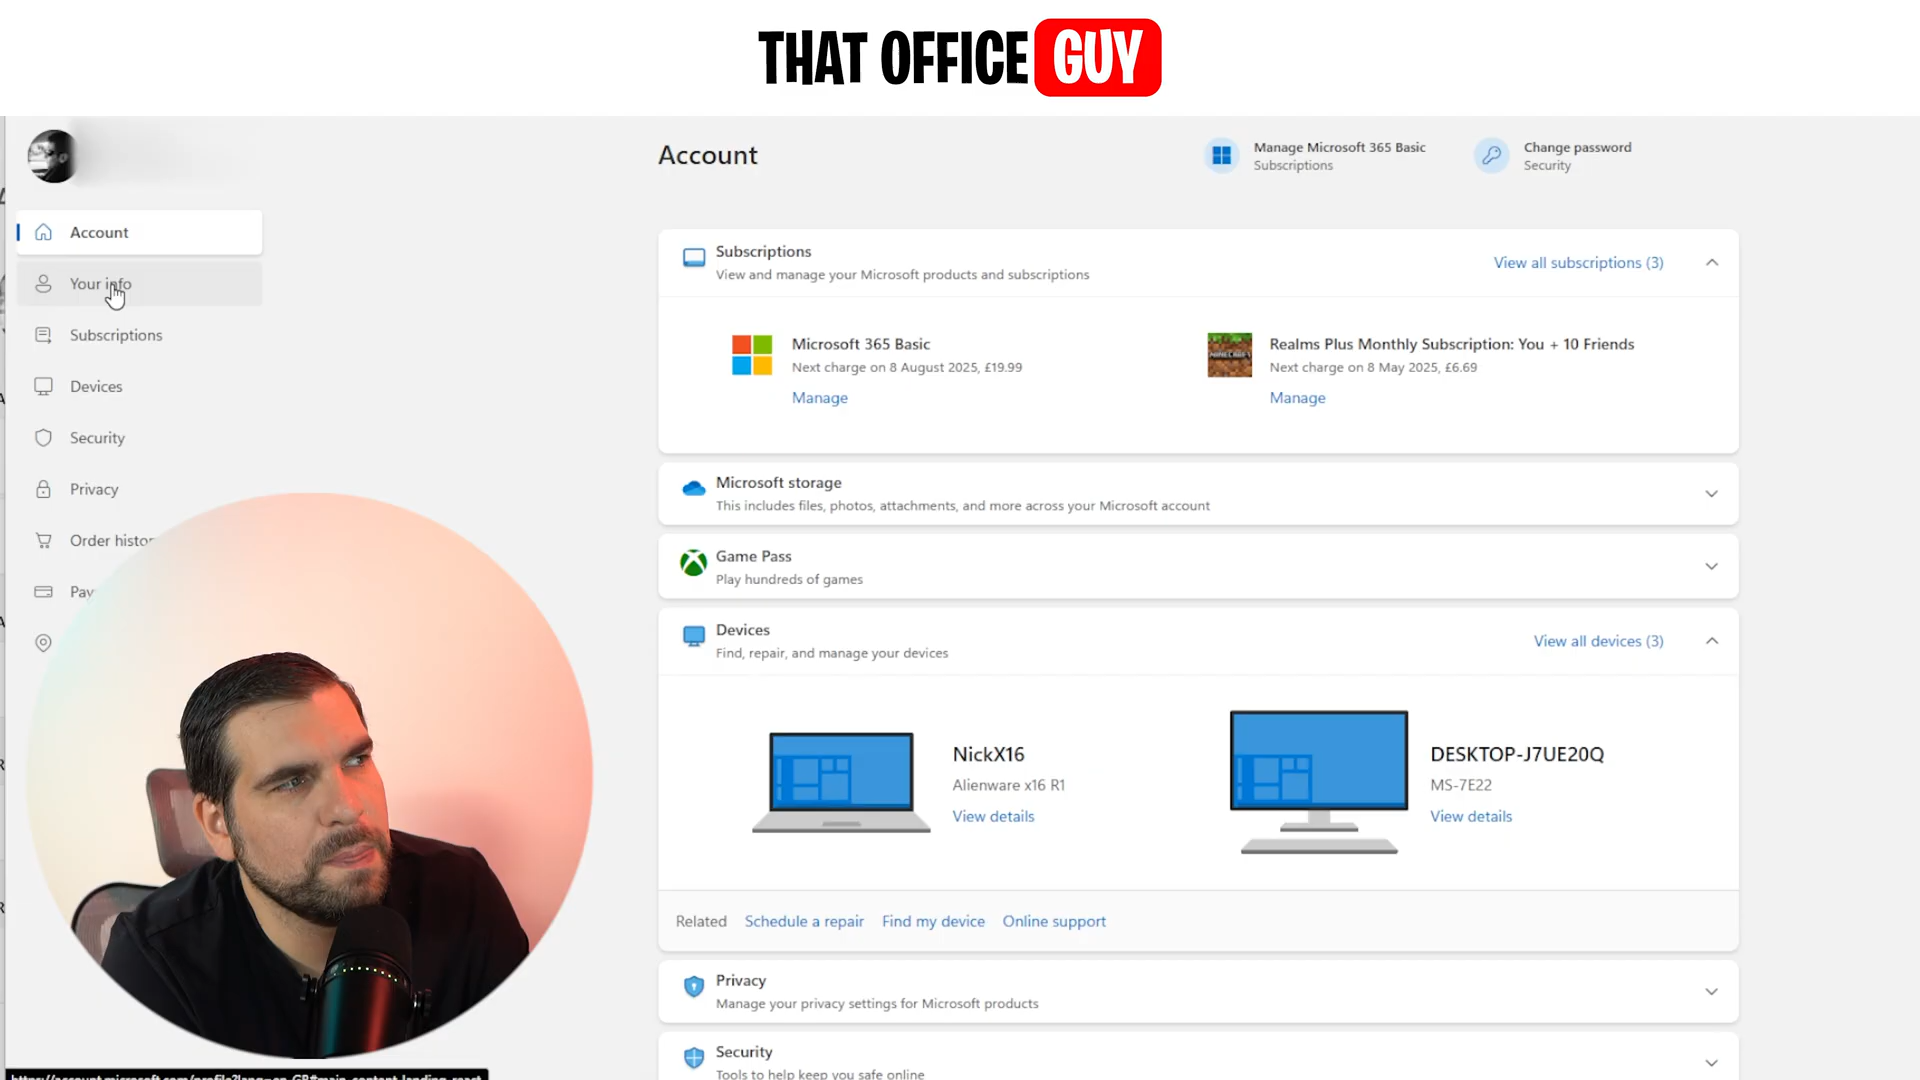 THAT OFFICE GUY
Account
Your info
Subscriptions
Devices
Security
Privacy
Order histor
Pay
Account
Manage Microsoft 365 Basic
Subscriptions
Change password
Security
Subscriptions
View and manage your Microsoft products and subscriptions
View all subscriptions (3)
Microsoft 365 Basic
Next charge on 8 August 2025, £19.99
Manage
MINECRAFT
Realms Plus Monthly Subscription: You + 10 Friends
Next charge on 8 May 2025, £6.69
Manage
Microsoft storage
This includes files, photos, attachments, and more across your Microsoft account
Game Pass
Play hundreds of games
Devices
Find, repair, and manage your devices
View all devices (3)
NickX16
Alienware x16 R1
View details
DESKTOP-J7UE20Q
MS-7E22
View details
Related Schedule a repair Find my device Online support
Privacy
Manage your privacy settings for Microsoft products
Security
Tools to help keep you safe online